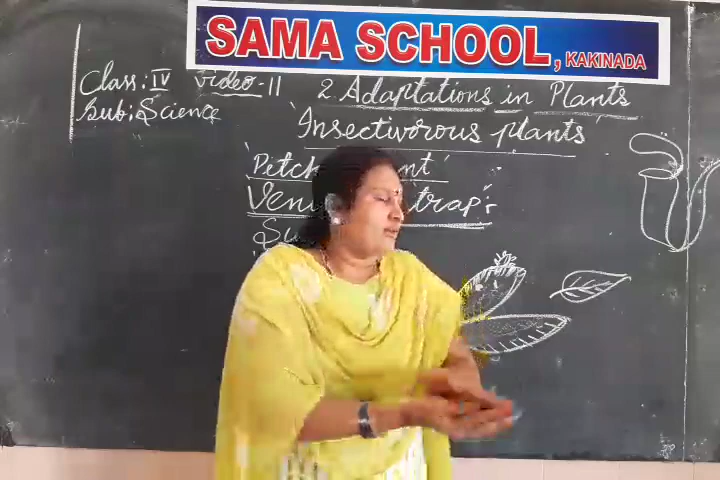 SAMA SCHOOL, KAKINADA
Class: IV Video-11
Sub: Science
2. Adaptations in Plants
'Insectivorous plants'
trap':